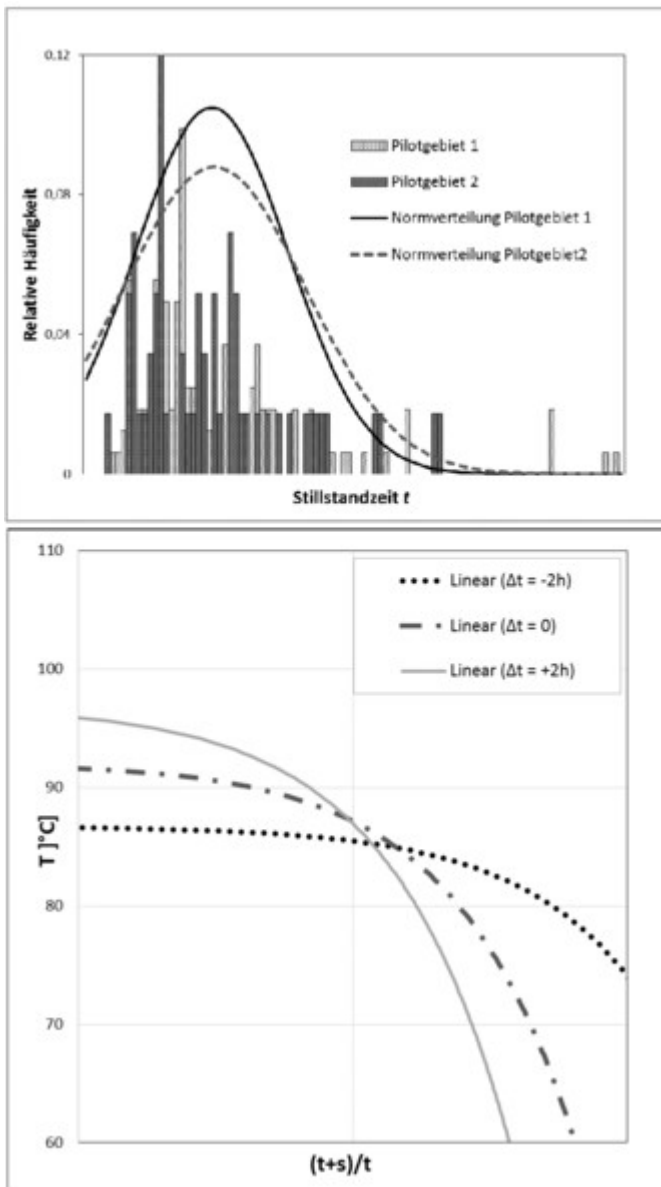 0.12
0.08
0.04
0
Relative Häufigkeit
Pilotgebiet 1
Pilotgebiet 2
Normverteilung Pilotgebiet 1
Normverteilung Pilotgebiet2
Stillstandzeit t
110
100
90
80
70
60
T ]°C]
Linear (Δt = -2h)
Linear (Δt = 0)
Linear (Δt = +2h)
(t+s)/t